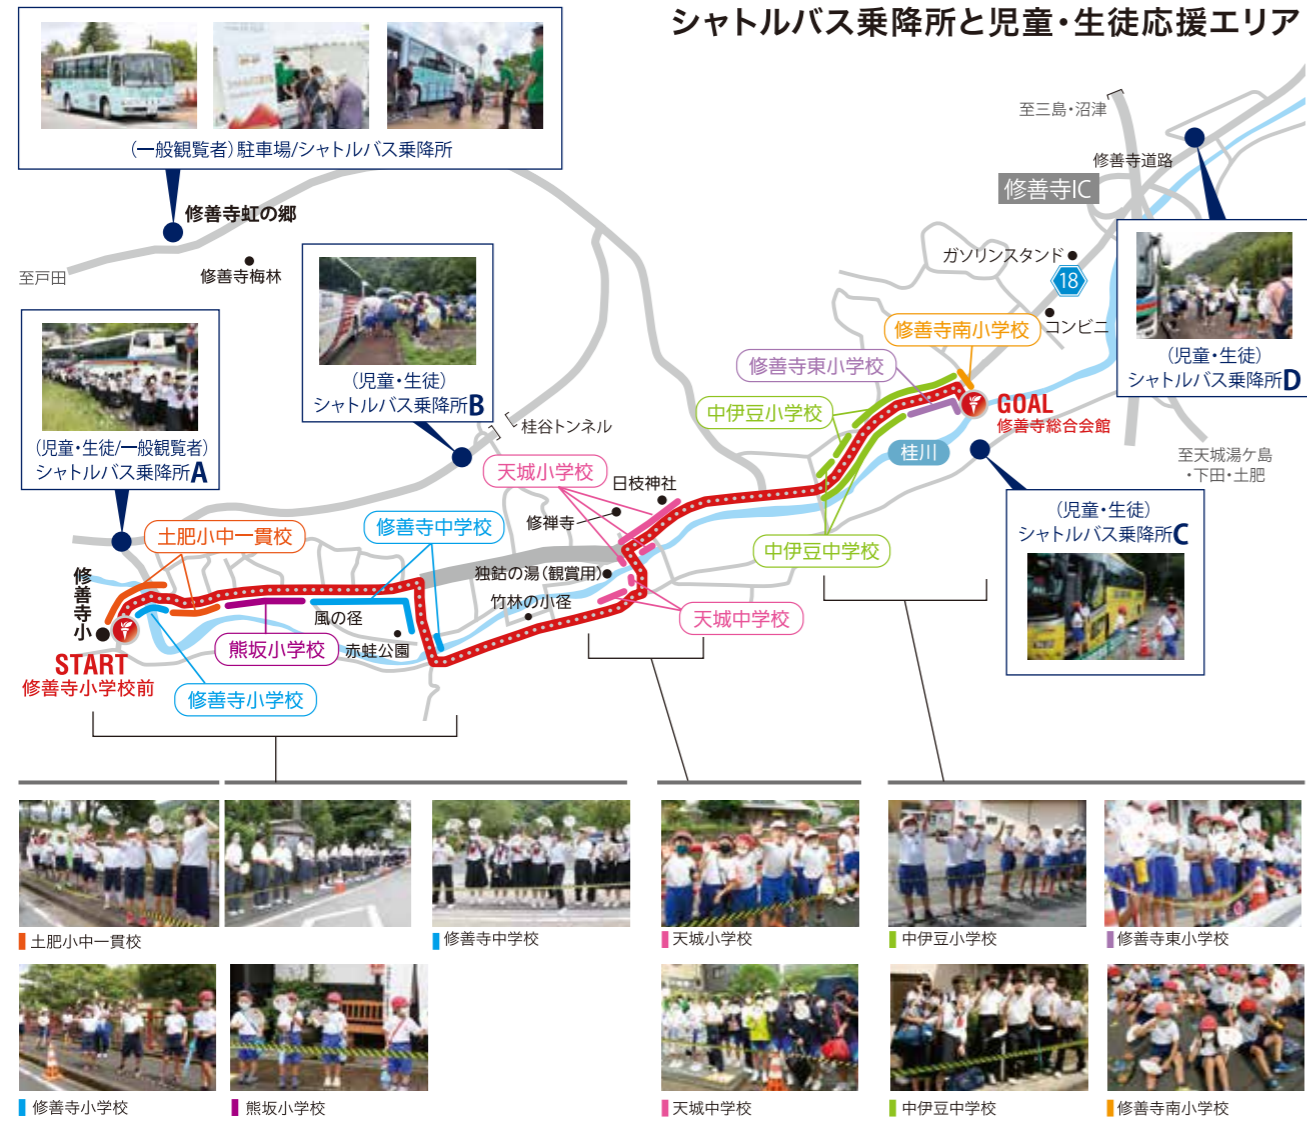 シャトルバス乗降所と児童・生徒応援エリア
(一般観覧者)駐車場/シャトルバス乗降所
修善寺虹の郷
至戸田
修善寺梅林
至三島・沼津
修善寺道路
修善寺IC
ガソリンスタンド
18
コンビニ
(児童・生徒)
シャトルバス乗降所D
(児童・生徒)
シャトルバス乗降所B
(児童・生徒/一般観覧者)
シャトルバス乗降所A
桂谷トンネル
修善寺南小学校
修善寺東小学校
中伊豆小学校
GOAL
修善寺総合会館
桂川
至天城湯ケ島
・下田・土肥
(児童・生徒)
シャトルバス乗降所C
天城小学校
日枝神社
修禅寺
中伊豆中学校
土肥小中一貫校
修善寺中学校
独鈷の湯(観賞用)
竹林の小径
天城中学校
修善寺小
風の径
赤蛙公園
熊坂小学校
START
修善寺小学校前
修善寺小学校
土肥小中一貫校
修善寺中学校
天城小学校
中伊豆小学校
修善寺東小学校
修善寺小学校
熊坂小学校
天城中学校
中伊豆中学校
修善寺南小学校